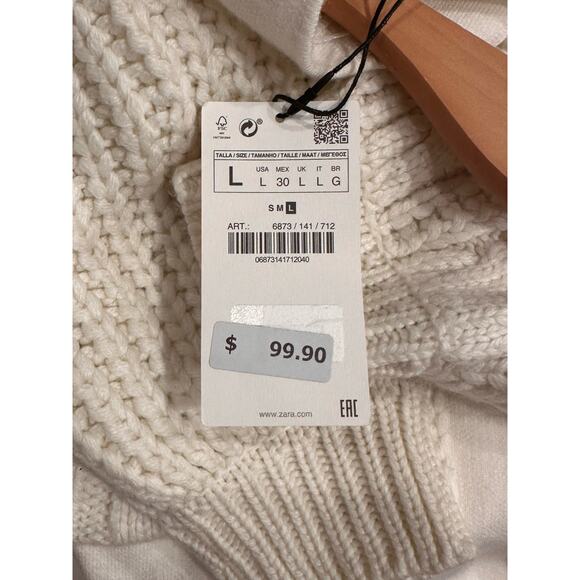 FSC
TALLA / SIZE / TAMANHO / TAILLE / MAAT / ΜΕΓΕΘΟΣ
L USA MEX UK IT BR
L 30 L L G
S M L
ART.: 6873 / 141 / 712
06873141712040
$ 99.90
www.zara.com EAC